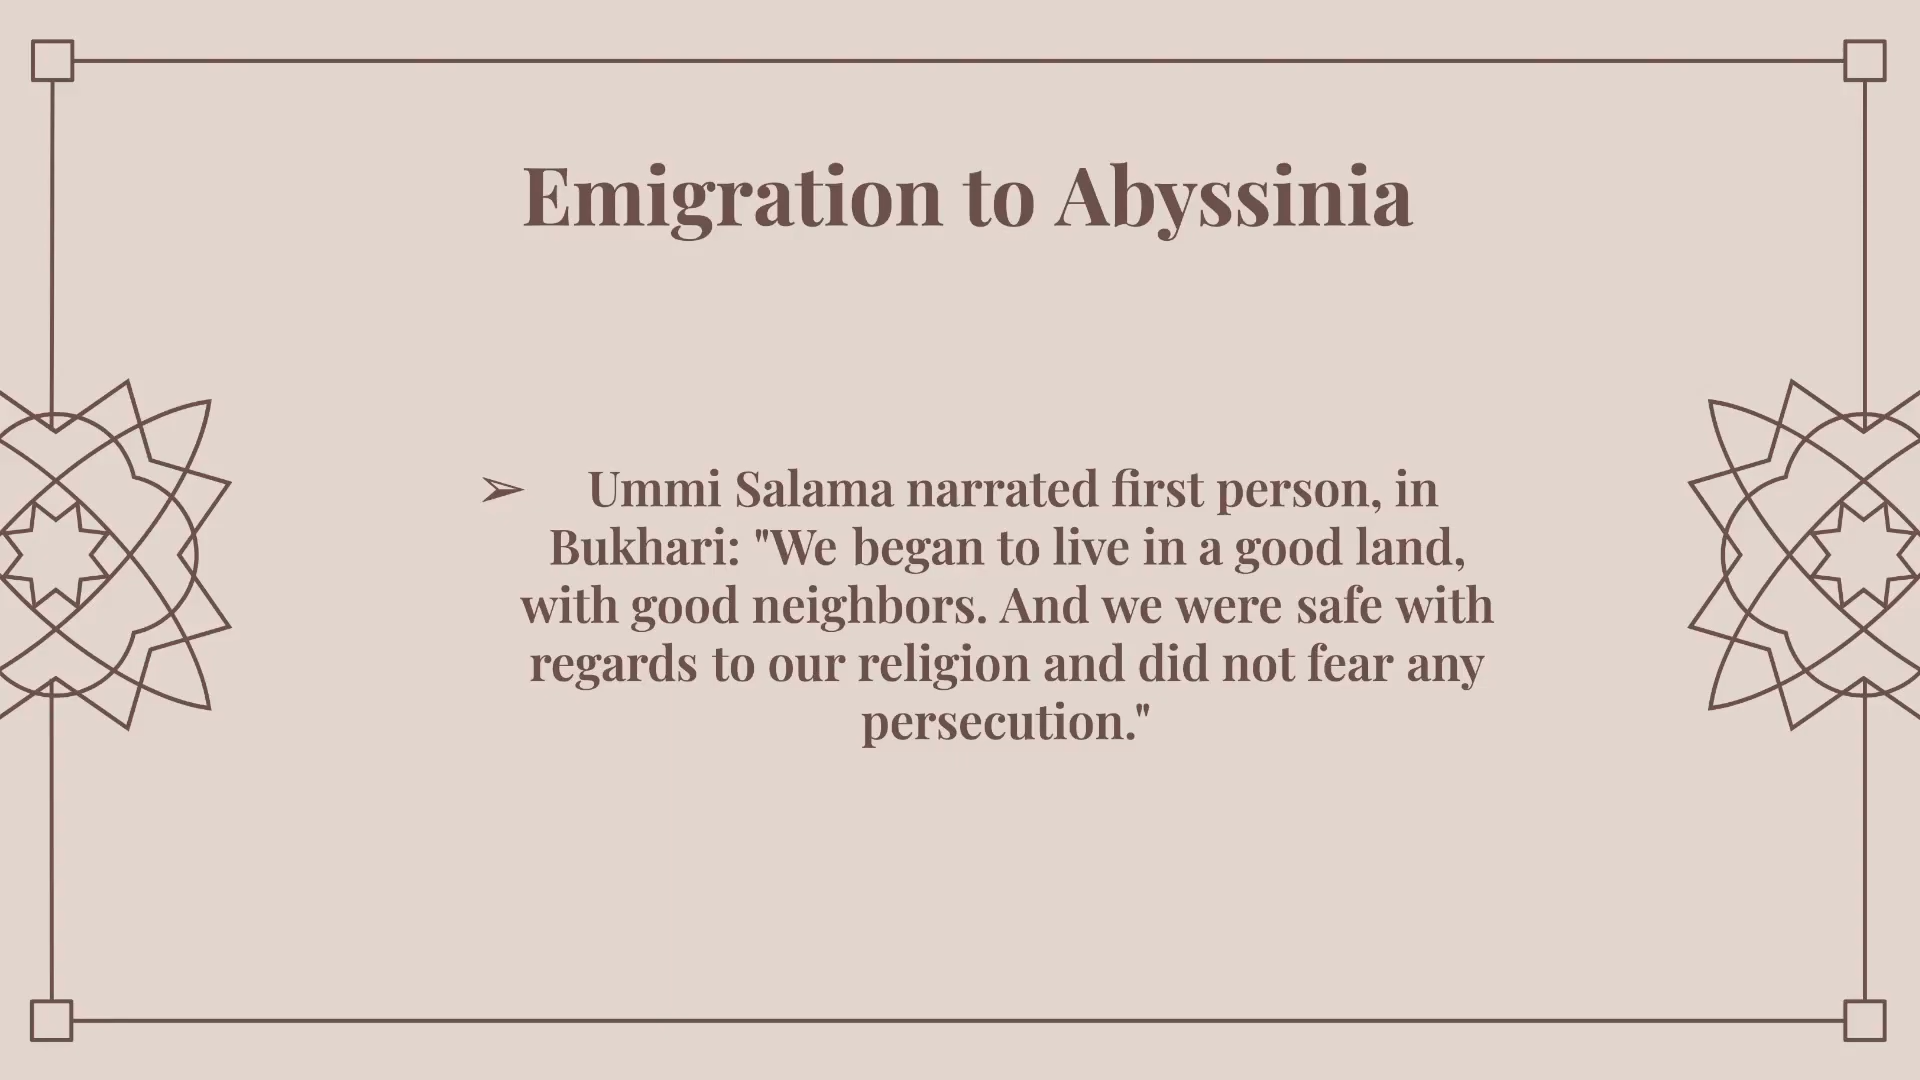 Emigration to Abyssinia
➢ Ummi Salama narrated first person, in
Bukhari: "We began to live in a good land,
with good neighbors. And we were safe with
regards to our religion and did not fear any
persecution."